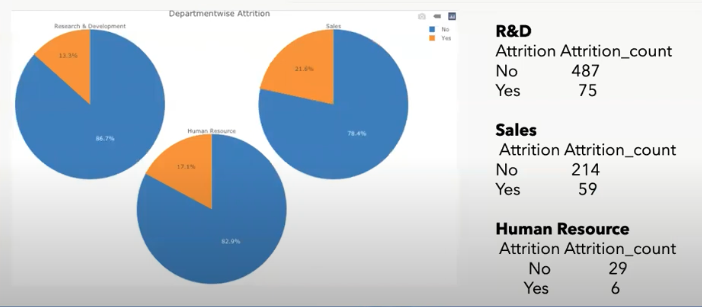 Departmentwise Attrition
Research & Development
13.3%
86.7%
Sales
21.6%
78.4%
Human Resource
17.1%
82.9%
No
Yes
R&D
Attrition Attrition_count
No 487
Yes 75
Sales
Attrition Attrition_count
No 214
Yes 59
Human Resource
Attrition Attrition_count
No 29
Yes 6